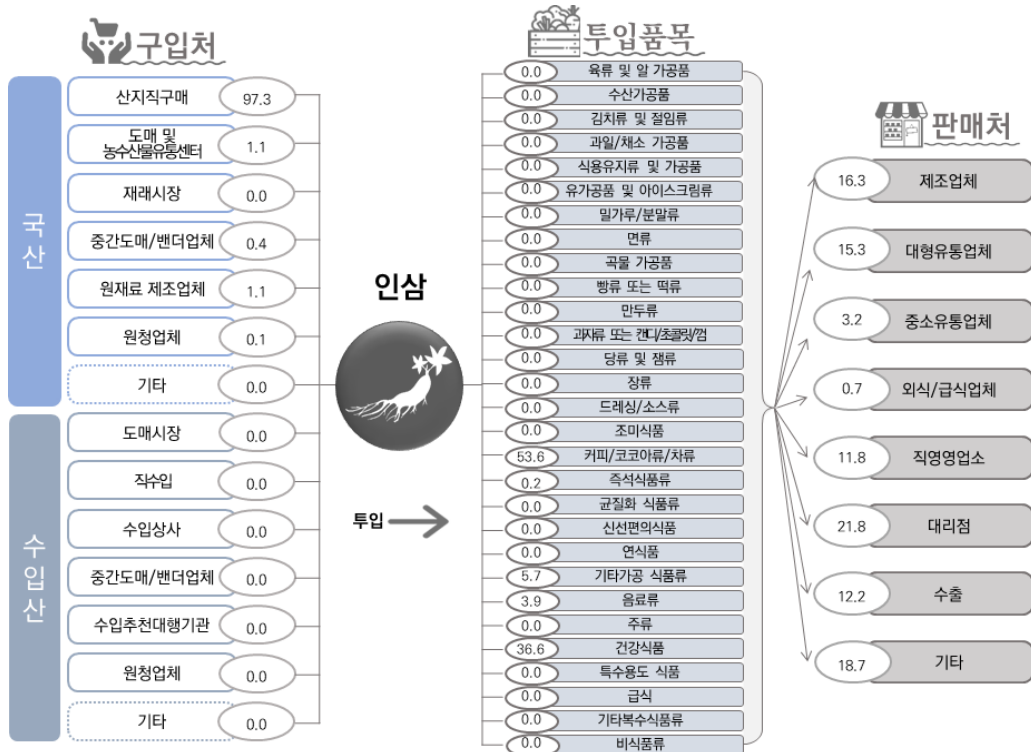 구입처
국산
산지직구매 97.3
도매 및
농수산물유통센터 1.1
재래시장 0.0
중간도매/밴더업체 0.4
원재료 제조업체 1.1
원청업체 0.1
기타 0.0
수입산
도매시장 0.0
직수입 0.0
수입상사 0.0
중간도매/밴더업체 0.0
수입추천대행기관 0.0
원청업체 0.0
기타 0.0
인삼
투입
투입품목
0.0 육류 및 알 가공품
0.0 수산가공품
0.0 김치류 및 절임류
0.0 과일/채소 가공품
0.0 식용유지류 및 가공품
0.0 유가공품 및 아이스크림류
0.0 밀가루/분말류
0.0 면류
0.0 곡물 가공품
0.0 빵류 또는 떡류
0.0 만두류
0.0 과자류 또는 캔디/초콜릿/껌
0.0 당류 및 잼류
0.0 장류
0.0 드레싱/소스류
0.0 조미식품
53.6 커피/코코아류/차류
0.2 즉석식품류
0.0 균질화 식품류
0.0 신선편의식품
0.0 연식품
5.7 기타가공 식품류
3.9 음료류
0.0 주류
36.6 건강식품
0.0 특수용도 식품
0.0 급식
0.0 기타복수식품류
0.0 비식품류
판매처
16.3 제조업체
15.3 대형유통업체
3.2 중소유통업체
0.7 외식/급식업체
11.8 직영영업소
21.8 대리점
12.2 수출
18.7 기타